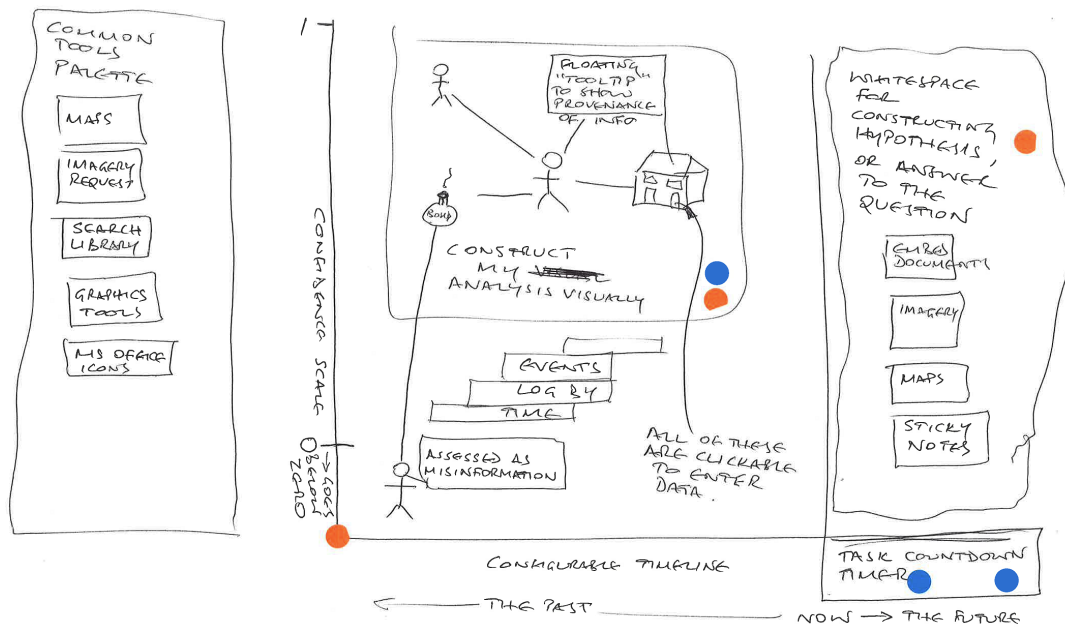 COMMON
TOOLS
PALETTE
MAPS
IMAGERY
REQUEST
SEARCH
LIBRARY
GRAPHICS
TOOLS
MS OFFICE
ICONS
1
CONFIDENCE SCALE
0
→ GOES
BELOW
ZERO
FLOATING
"TOOLTIP"
TO SHOW
PROVENANCE
OF INFO
BOMB
CONSTRUCT
MY
ANALYSIS VISUALLY
EVENTS
LOG BY
TIME
ASSESSED AS
MISINFORMATION
ALL OF THESE
ARE CLICKABLE
TO ENTER
DATA.
WHITESPACE
FOR
CONSTRUCTING
HYPOTHESIS,
OR ANSWER
TO THE
QUESTION
EMBED
DOCUMENTS
IMAGERY
MAPS
STICKY
NOTES
TASK COUNTDOWN
TIMER
CONFIGURABLE TIMELINE
← THE PAST
NOW → THE FUTURE